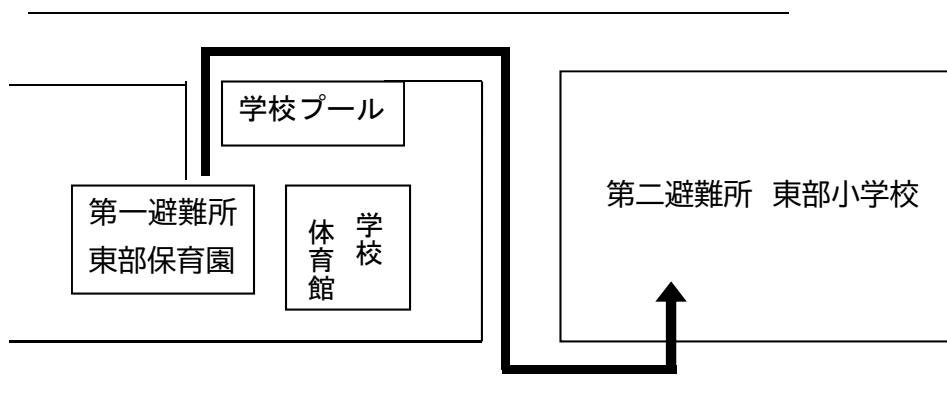 学校プール
第一避難所
東部保育園
学校
体育館
第二避難所 東部小学校